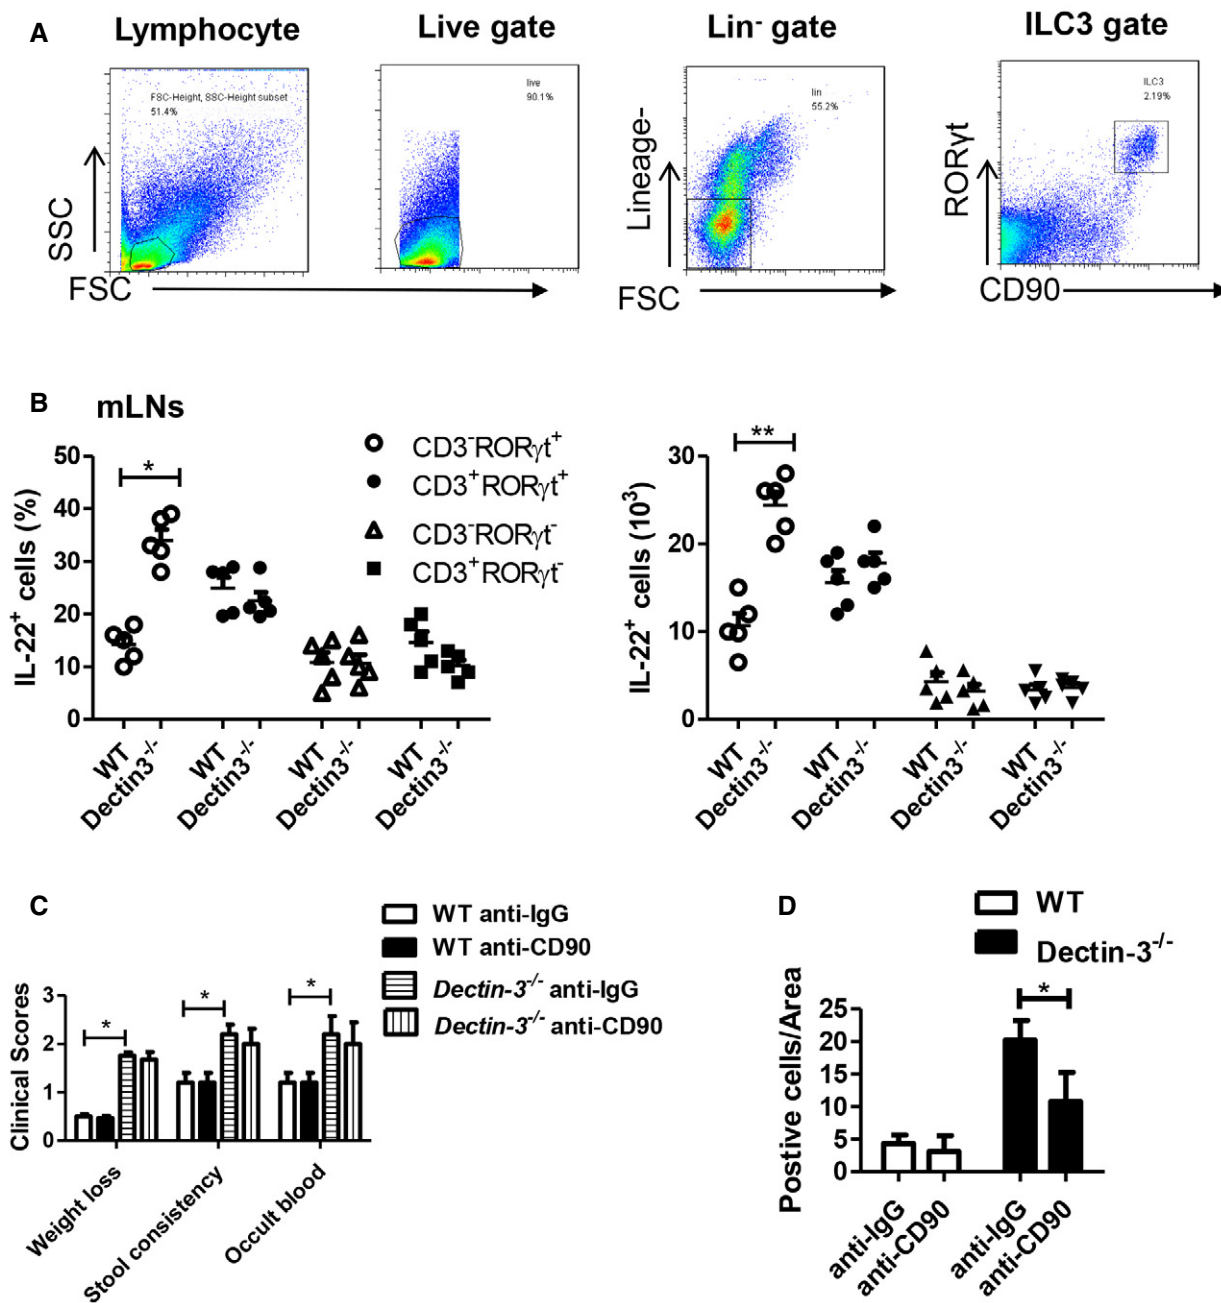 A
Lymphocyte
Live gate
Lin⁻ gate
ILC3 gate
FSC-Height, SSC-Height subset
51.4%
live
90.1%
lin
55.2%
ILC3
2.19%
SSC
FSC
Lineage-
FSC
RORγt
CD90
B
mLNs
IL-22⁺ cells (%)
50
40
30
20
10
0
*
CD3⁻RORγt⁺
CD3⁺RORγt⁺
CD3⁻RORγt⁻
CD3⁺RORγt⁻
WT
Dectin3⁻/⁻
WT
Dectin3⁻/⁻
WT
Dectin3⁻/⁻
WT
Dectin3⁻/⁻
IL-22⁺ cells (10³)
30
20
10
0
**
WT
Dectin3⁻/⁻
WT
Dectin3⁻/⁻
WT
Dectin3⁻/⁻
WT
Dectin3⁻/⁻
C
WT anti-IgG
WT anti-CD90
Dectin-3⁻/⁻ anti-IgG
Dectin-3⁻/⁻ anti-CD90
Clinical Scores
3
2
1
0
*
*
*
Weight loss
Stool consistency
Occult blood
D
WT
Dectin-3⁻/⁻
Postive cells/Area
25
20
15
10
5
0
*
anti-IgG
anti-CD90
anti-IgG
anti-CD90